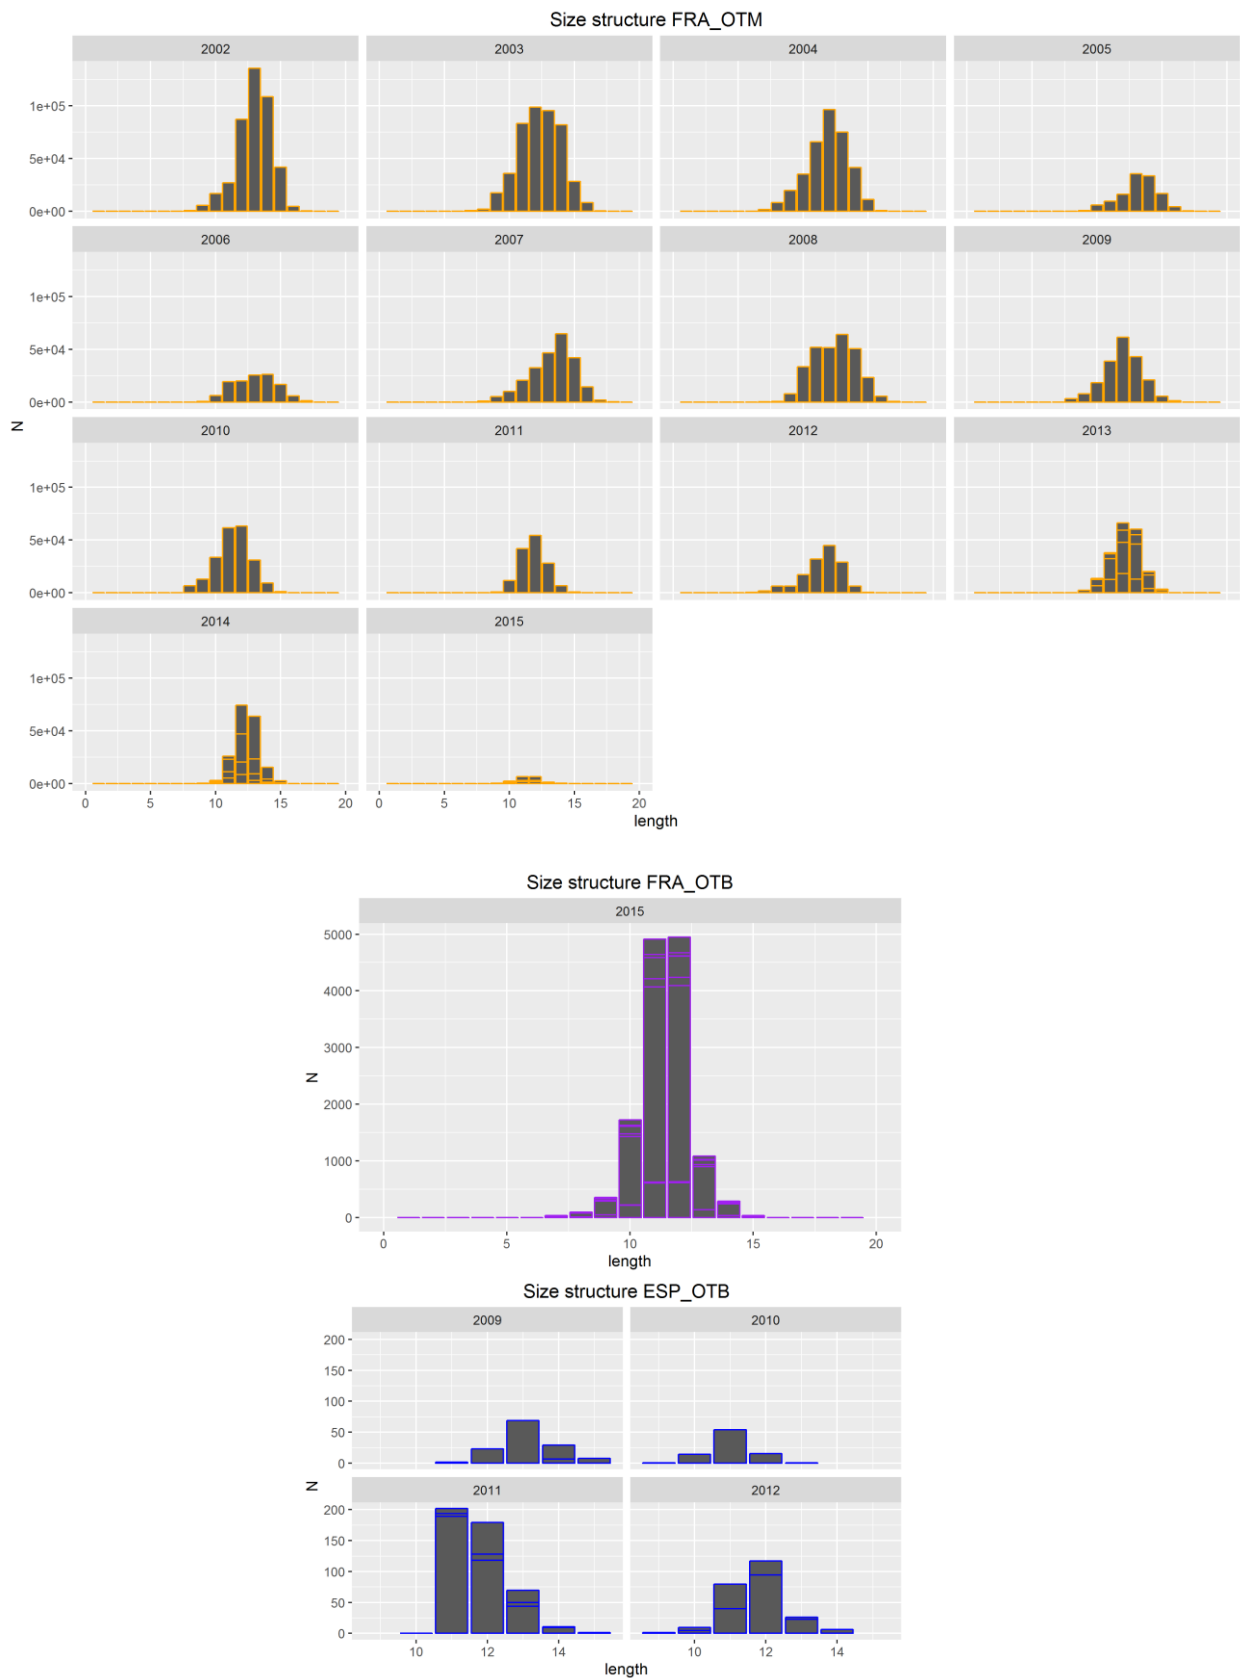 Size structure FRA_OTM
2002 2003 2004 2005
1e+05
5e+04
0e+00
2006 2007 2008 2009
1e+05
5e+04
0e+00
N
2010 2011 2012 2013
1e+05
5e+04
0e+00
2014 2015
1e+05
5e+04
0e+00
0 5 10 15 20 0 5 10 15 20
length
Size structure FRA_OTB
2015
5000
4000
3000
N
2000
1000
0
0 5 10 15 20
length
Size structure ESP_OTB
2009 2010
200
150
100
50
0
N
2011 2012
200
150
100
50
0
10 12 14 10 12 14
length